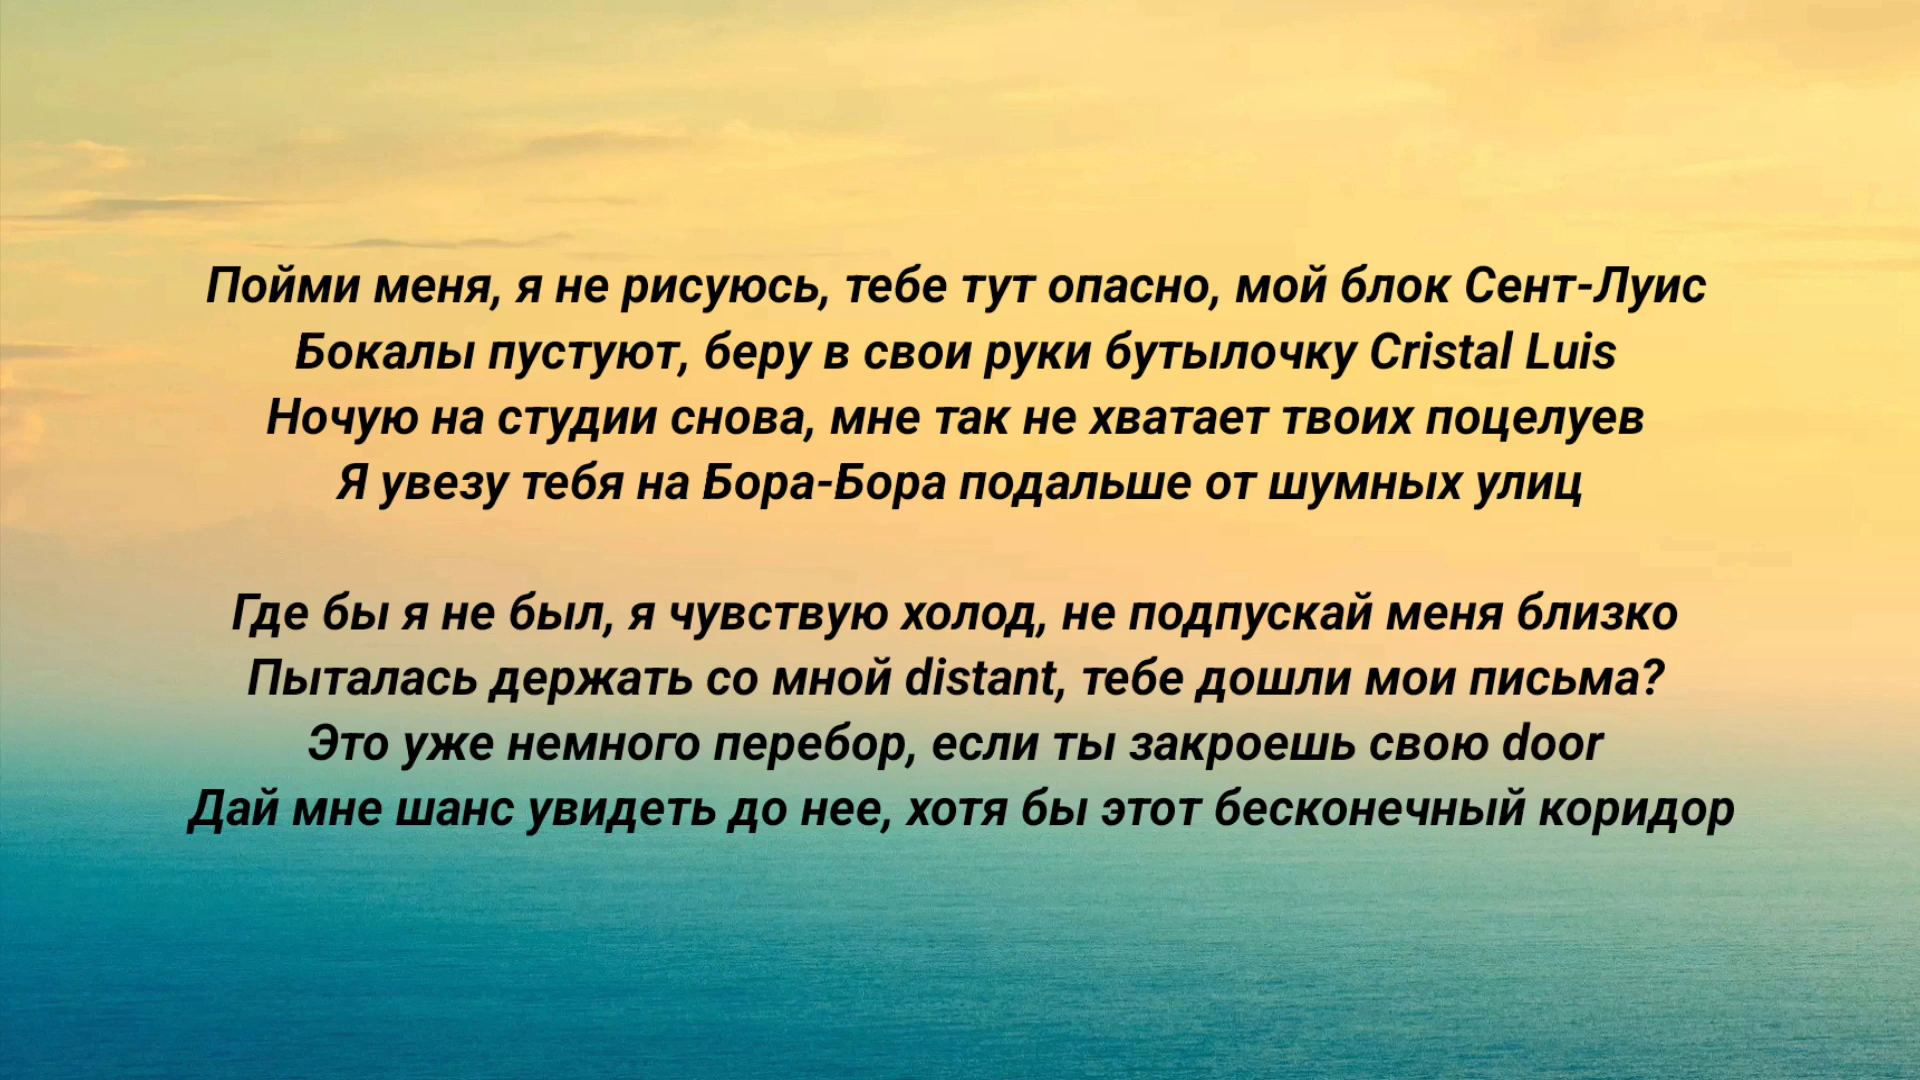 Пойми меня, я не рисуюсь, тебе тут опасно, мой блок Сент-Луис
Бокалы пустуют, беру в свои руки бутылочку Cristal Luis
Ночую на студии снова, мне так не хватает твоих поцелуев
Я увезу тебя на Бора-Бора подальше от шумных улиц
Где бы я не был, я чувствую холод, не подпускай меня близко
Пыталась держать со мной distant, тебе дошли мои письма?
Это уже немного перебор, если ты закроешь свою door
Дай мне шанс увидеть до нее, хотя бы этот бесконечный коридор